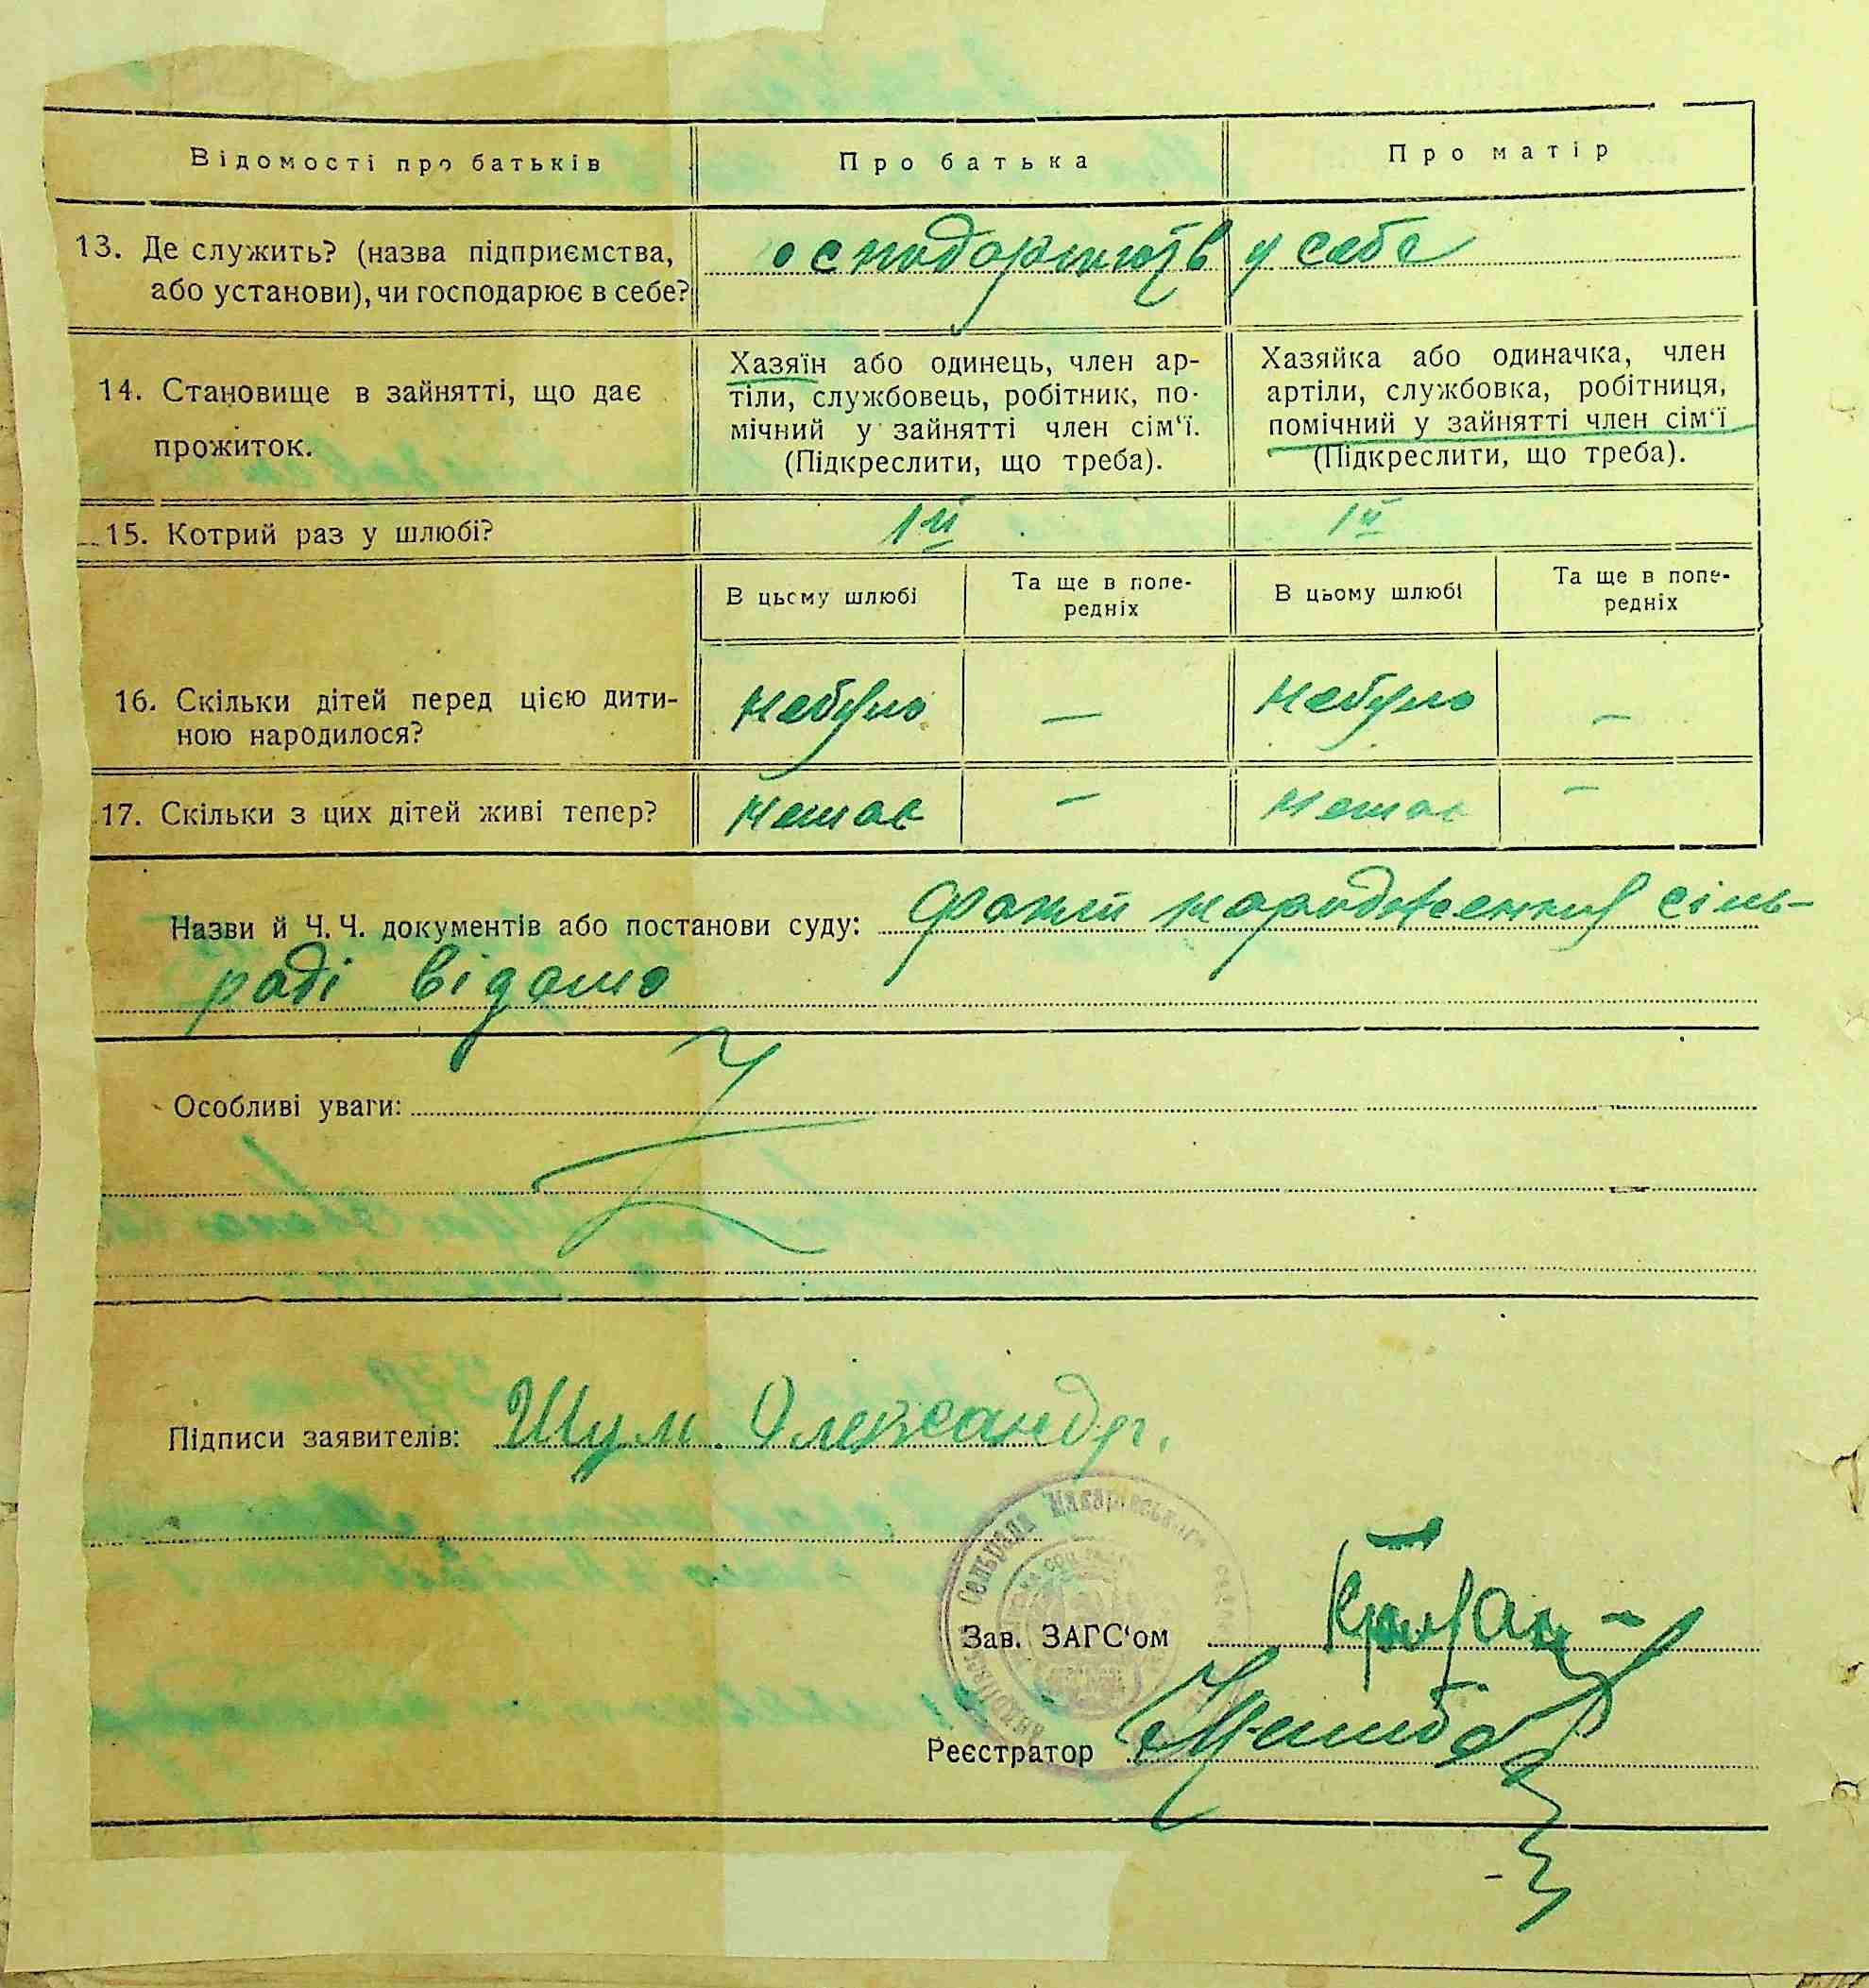 Відомості про батьків
Про батька
Про матір
13. Де служить? (назва підприємства,
або установи), чи господарює в себе?
осподорюють в у себе
14. Становище в зайнятті, що дає
прожиток.
Хазяїн або одинець, член ар-
тіли, службовець, робітник, по-
мічний у зайнятті член сім'ї.
(Підкреслити, що треба).
Хазяйка або одиначка, член
артіли, службовка, робітниця,
помічний у зайнятті член сім'ї
(Підкреслити, що треба).
15. Котрий раз у шлюбі?
1й
1й
В цьому шлюбі
Та ще в попе-
редніх
В цьому шлюбі
Та ще в попе-
редніх
16. Скільки дітей перед цією дити-
ною народилося?
небуло
—
небуло
—
17. Скільки з цих дітей живі тепер?
немає
—
немає
—
Назви й Ч. Ч. документів або постанови суду: факт народження сіль-
раді відомо
Особливі уваги:
Підписи заявителів: Шум. Олександр.
Сельрада Макарівського
Зав. ЗАГС'ом
Реєстратор